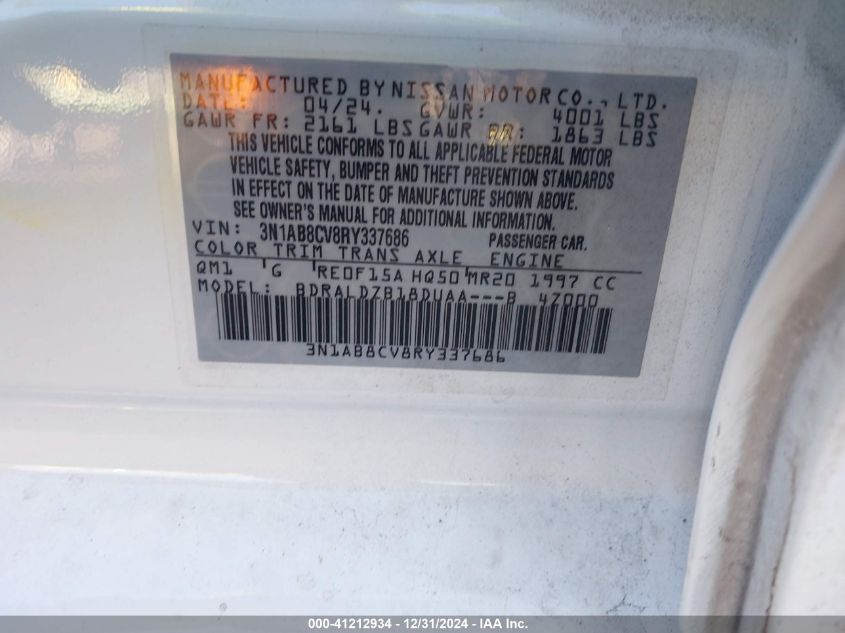 MANUFACTURED BY NISSAN MOTOR CO., LTD.
DATE: 04/24. GVWR: 4001 LBS
GAWR FR: 2161 LBS GAWR RR: 1863 LBS
THIS VEHICLE CONFORMS TO ALL APPLICABLE FEDERAL MOTOR
VEHICLE SAFETY, BUMPER AND THEFT PREVENTION STANDARDS
IN EFFECT ON THE DATE OF MANUFACTURE SHOWN ABOVE.
SEE OWNER'S MANUAL FOR ADDITIONAL INFORMATION.
VIN: 3N1AB8CV8RY337686 PASSENGER CAR.
COLOR TRIM TRANS AXLE ENGINE
QM1 G RE0F15A HQ50 MR20 1997 CC
MODEL: BDRALDZB18DUAA---B 4Z000
3N1AB8CV8RY337686
000-41212934 - 12/31/2024 - IAA Inc.